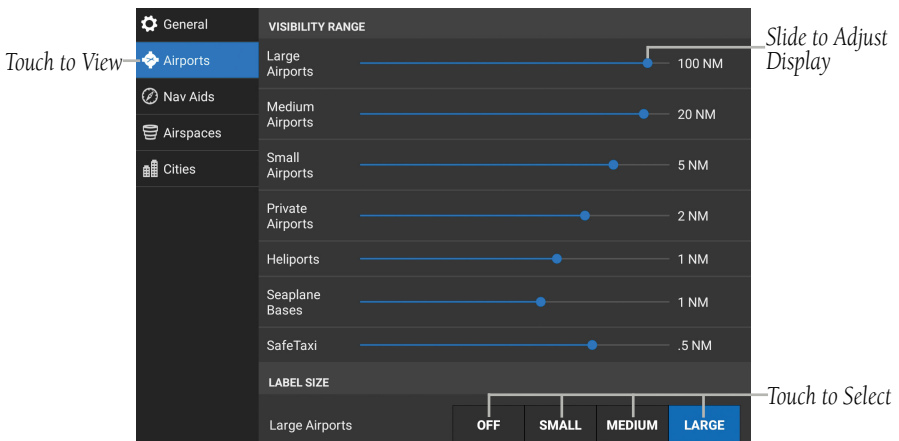 General
Airports
Nav Aids
Airspaces
Cities
Touch to View
VISIBILITY RANGE
Large
Airports
100 NM
Medium
Airports
20 NM
Small
Airports
5 NM
Private
Airports
2 NM
Heliports
1 NM
Seaplane
Bases
1 NM
SafeTaxi
.5 NM
LABEL SIZE
Large Airports
OFF
SMALL
MEDIUM
LARGE
Slide to Adjust
Display
Touch to Select